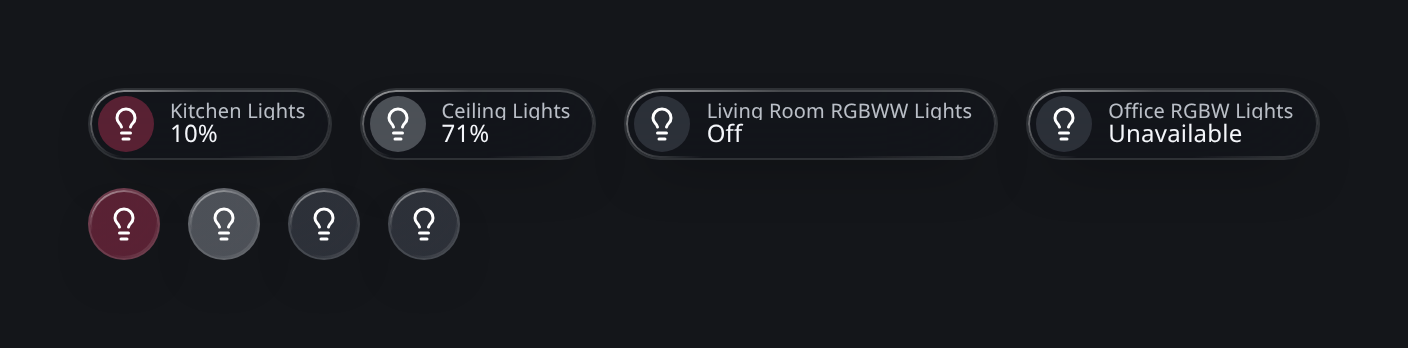 Kitchen Lights
10%
Ceiling Lights
71%
Living Room RGBWW Lights
Off
Office RGBW Lights
Unavailable